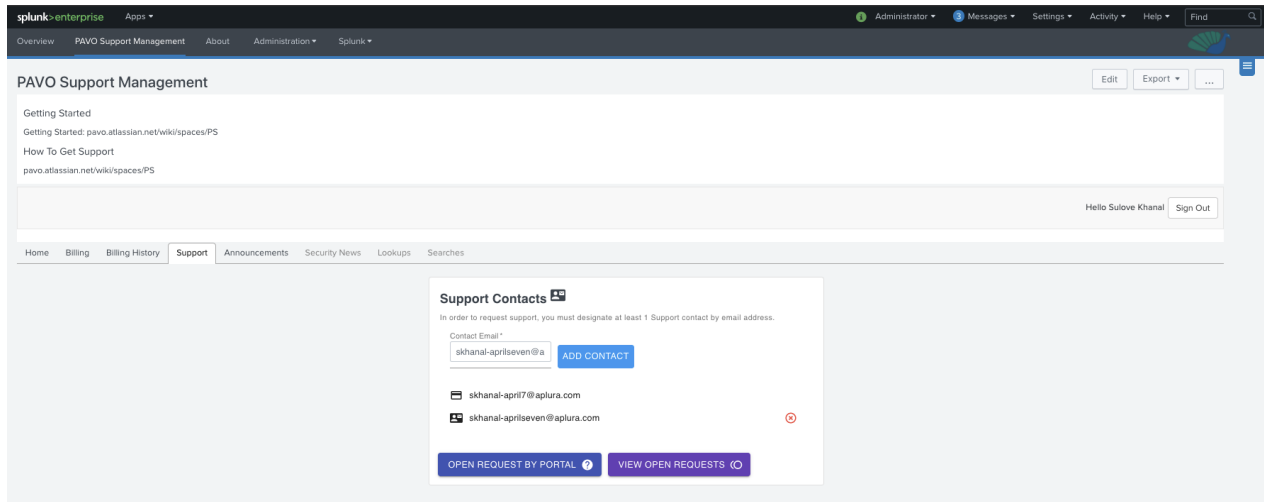 splunk>enterprise Apps
Administrator 3 Messages Settings Activity Help Find
Overview PAVO Support Management About Administration Splunk
PAVO Support Management
Edit Export ...
Getting Started
Getting Started: pavo.atlassian.net/wiki/spaces/PS
How To Get Support
pavo.atlassian.net/wiki/spaces/PS
Hello Sulove Khanal Sign Out
Home Billing Billing History Support Announcements Security News Lookups Searches
Support Contacts
In order to request support, you must designate at least 1 Support contact by email address.
Contact Email *
skhanal-aprilseven@a ADD CONTACT
skhanal-april7@aplura.com
skhanal-aprilseven@aplura.com
OPEN REQUEST BY PORTAL ? VIEW OPEN REQUESTS